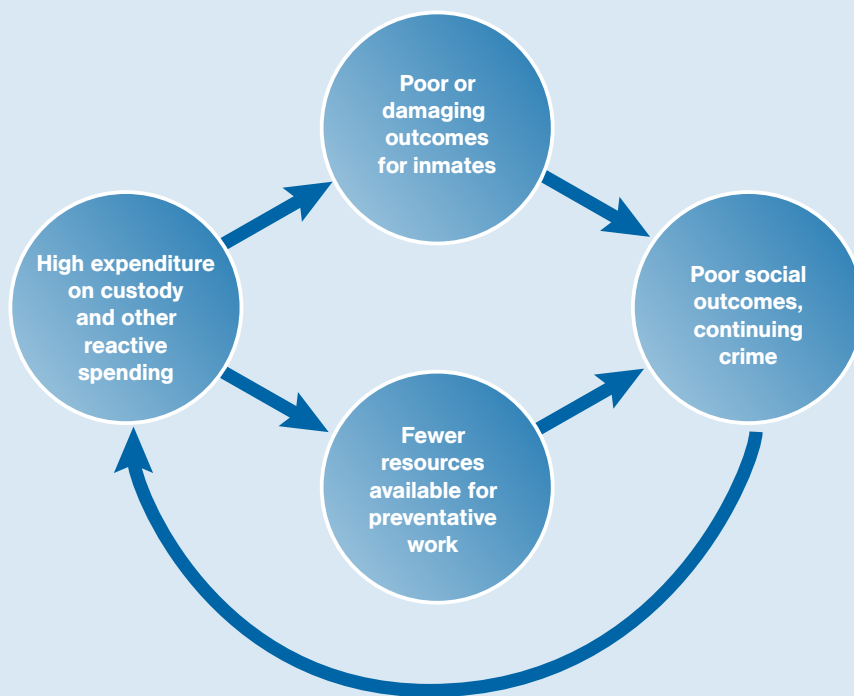 Poor or
damaging
outcomes
for inmates
High expenditure
on custody
and other
reactive
spending
Poor social
outcomes,
continuing
crime
Fewer
resources
available for
preventative
work